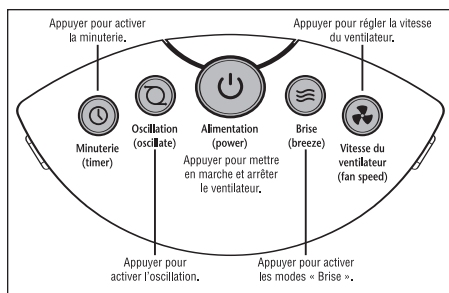 Appuyer pour activer
la minuterie.
Appuyer pour régler la vitesse
du ventilateur.
Minuterie
(timer)
Oscillation
(oscillate)
Alimentation
(power)
Appuyer pour mettre
en marche et arrêter
le ventilateur.
Brise
(breeze)
Vitesse du
ventilateur
(fan speed)
Appuyer pour
activer l'oscillation.
Appuyer pour activer
les modes « Brise ».